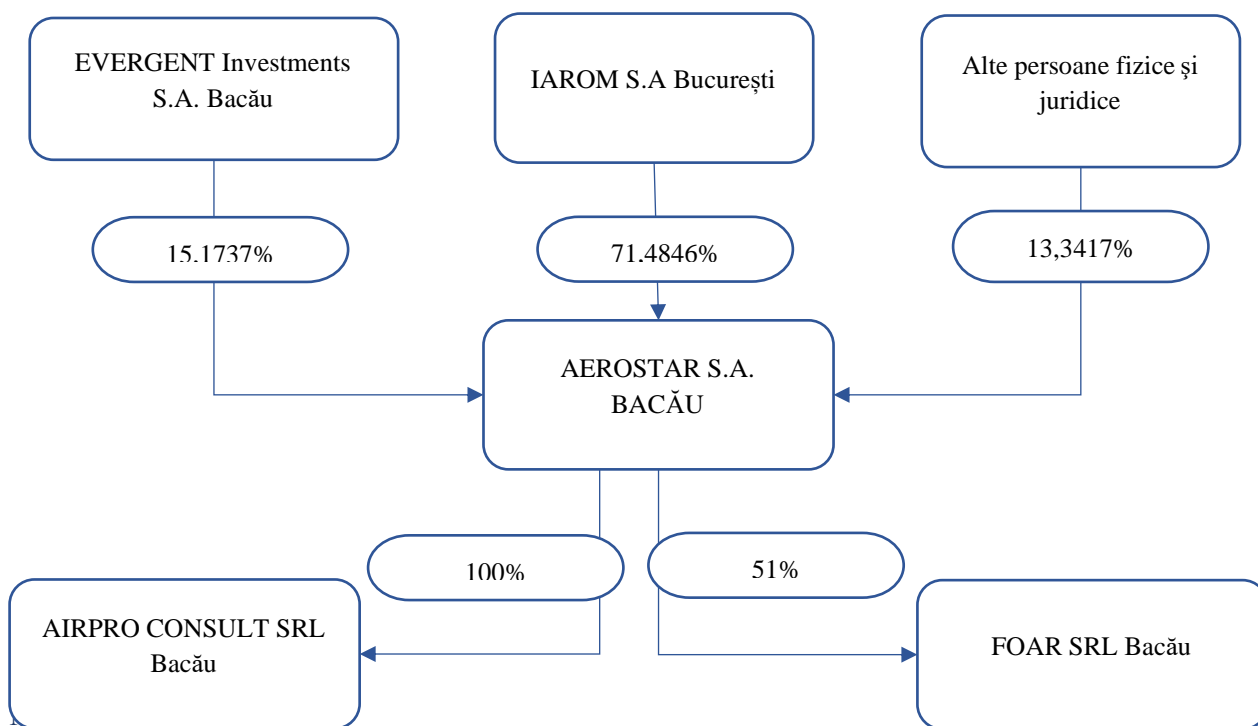 EVERGENT Investments
S.A. Bacău
IAROM S.A București
Alte persoane fizice şi
juridice
15.1737%
71.4846%
13,3417%
AEROSTAR S.A.
BACĂU
100%
51%
AIRPRO CONSULT SRL
Bacău
FOAR SRL Bacău